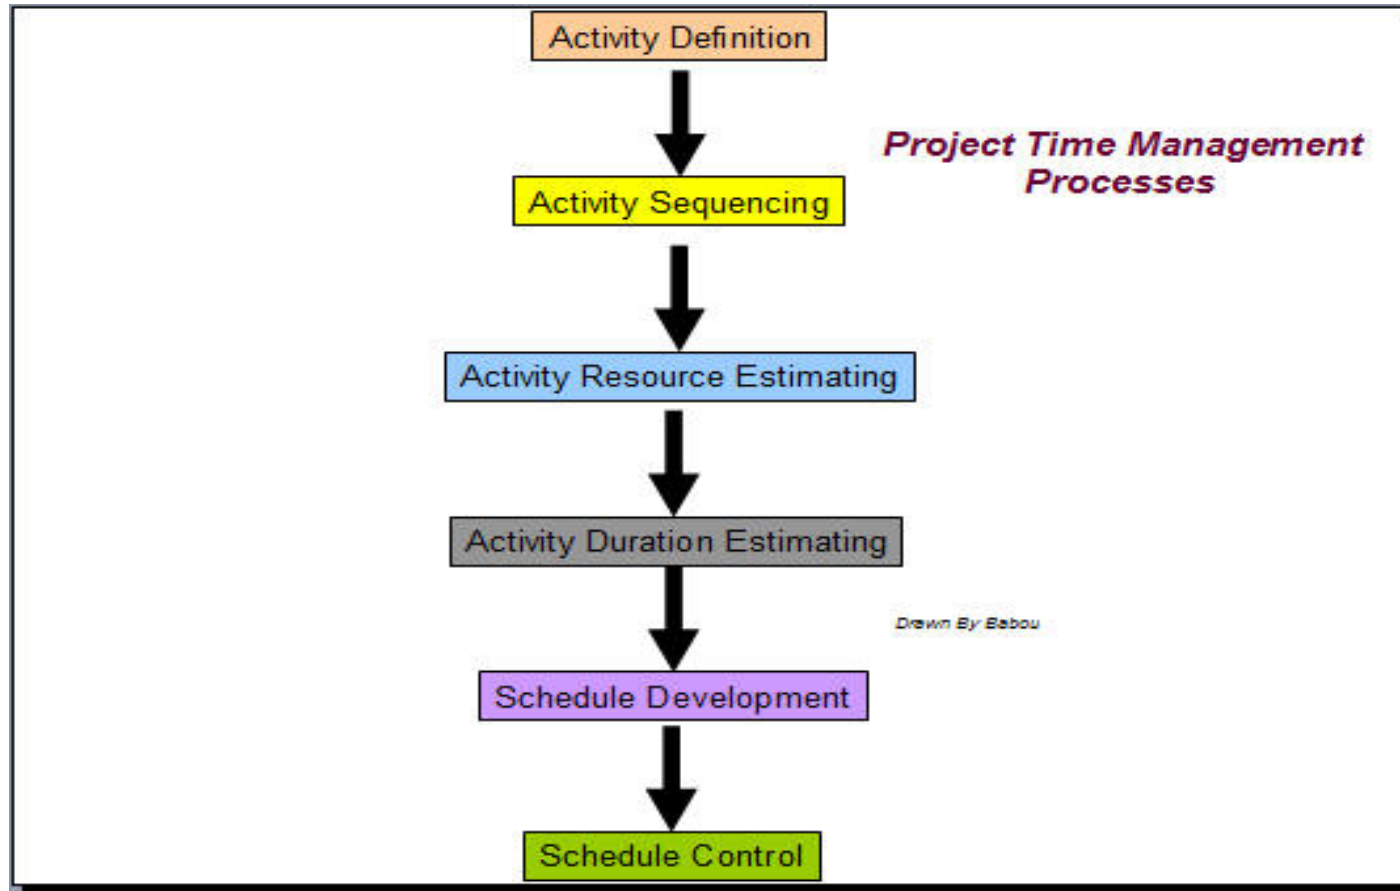 Activity Definition
Project Time Management
Processes
Activity Sequencing
Activity Resource Estimating
Activity Duration Estimating
Drawn By Babou
Schedule Development
Schedule Control